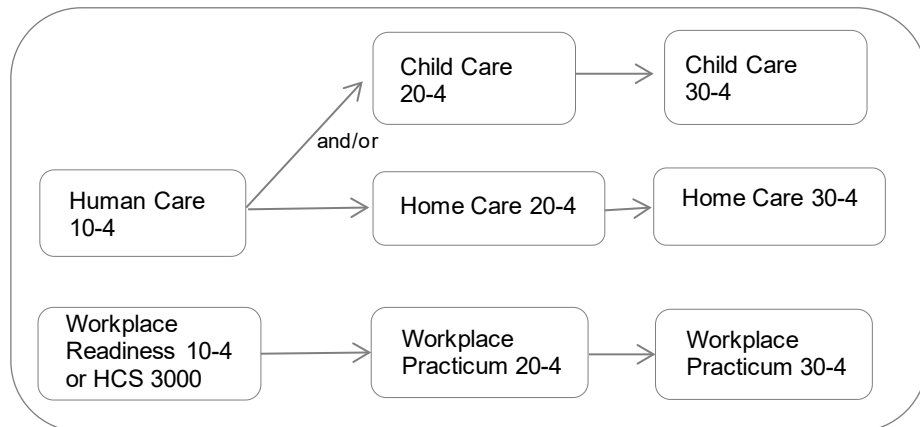 Child Care
20-4
Child Care
30-4
and/or
Human Care
10-4
Home Care 20-4
Home Care 30-4
Workplace
Readiness 10-4
or HCS 3000
Workplace
Practicum 20-4
Workplace
Practicum 30-4